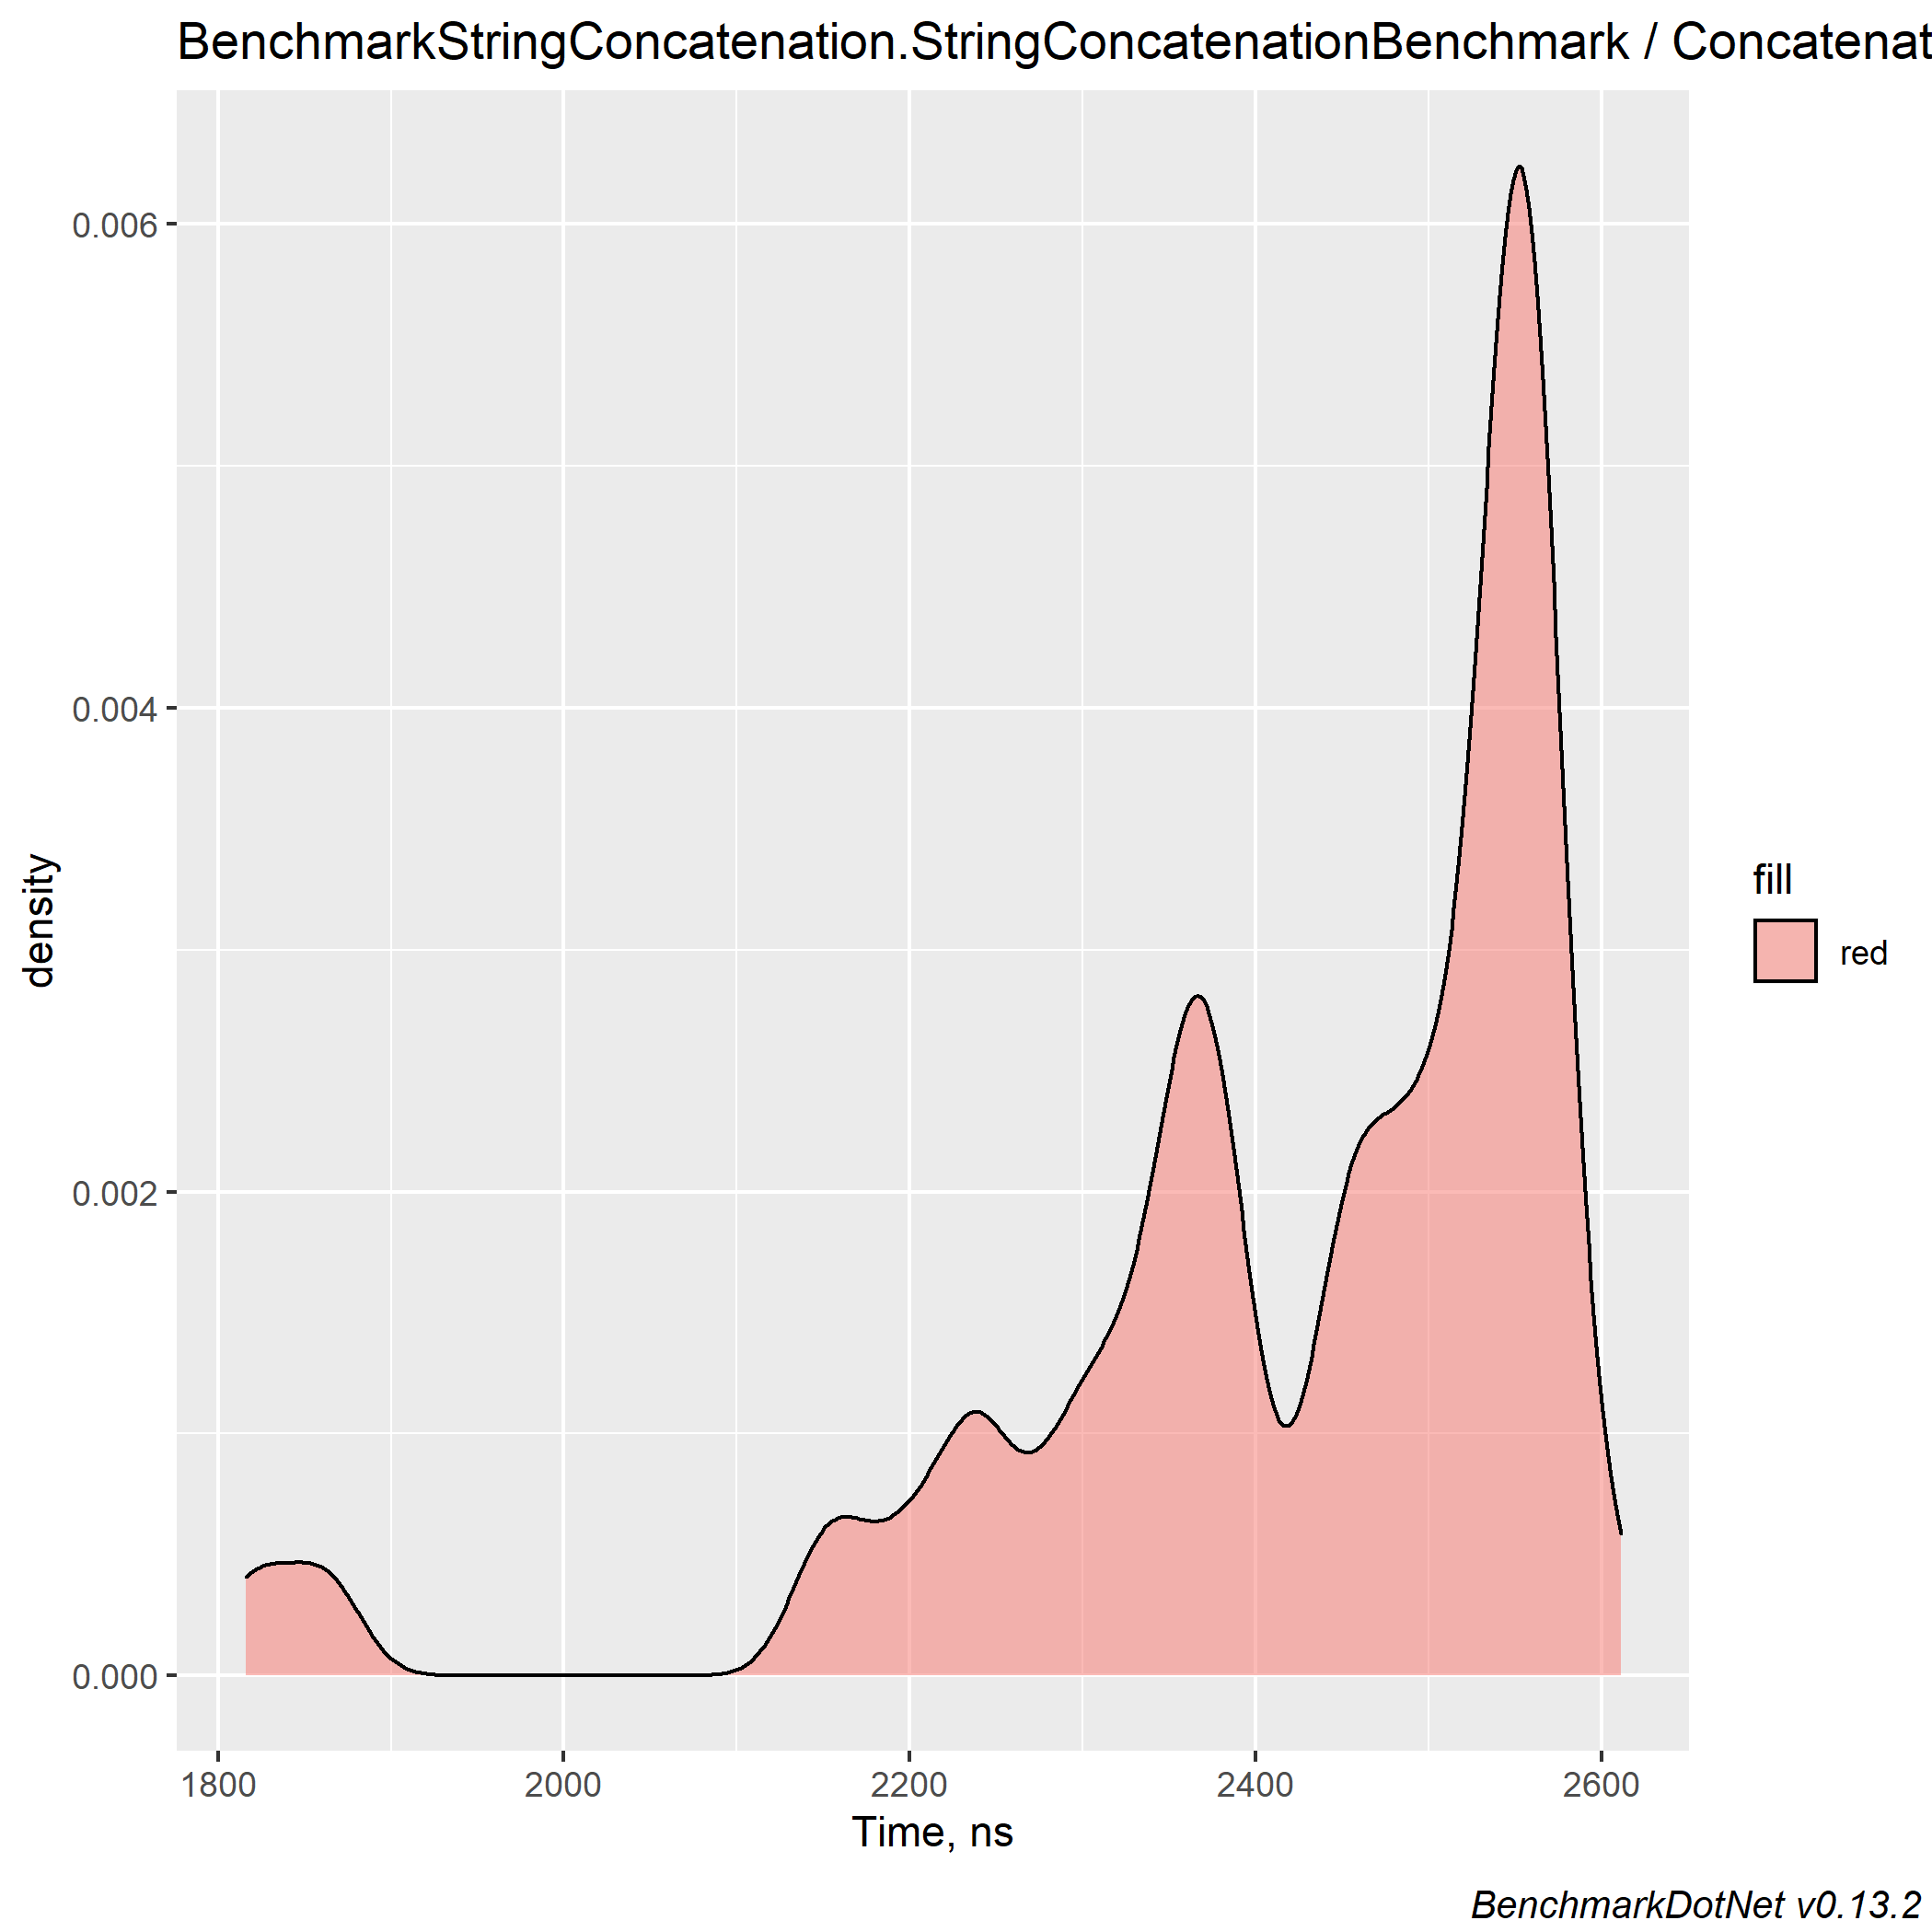 BenchmarkStringConcatenation.StringConcatenationBenchmark / Concatenat
0.006
0.004
0.002
0.000
density
1800 2000 2200 2400 2600
Time, ns
fill
red
BenchmarkDotNet v0.13.2